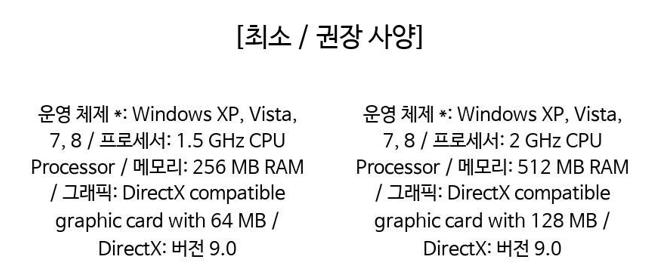 [최소 / 권장 사양]
운영 체제 *: Windows XP, Vista,
7, 8 / 프로세서: 1.5 GHz CPU
Processor / 메모리: 256 MB RAM
/ 그래픽: DirectX compatible
graphic card with 64 MB /
DirectX: 버전 9.0
운영 체제 *: Windows XP, Vista,
7, 8 / 프로세서: 2 GHz CPU
Processor / 메모리: 512 MB RAM
/ 그래픽: DirectX compatible
graphic card with 128 MB /
DirectX: 버전 9.0